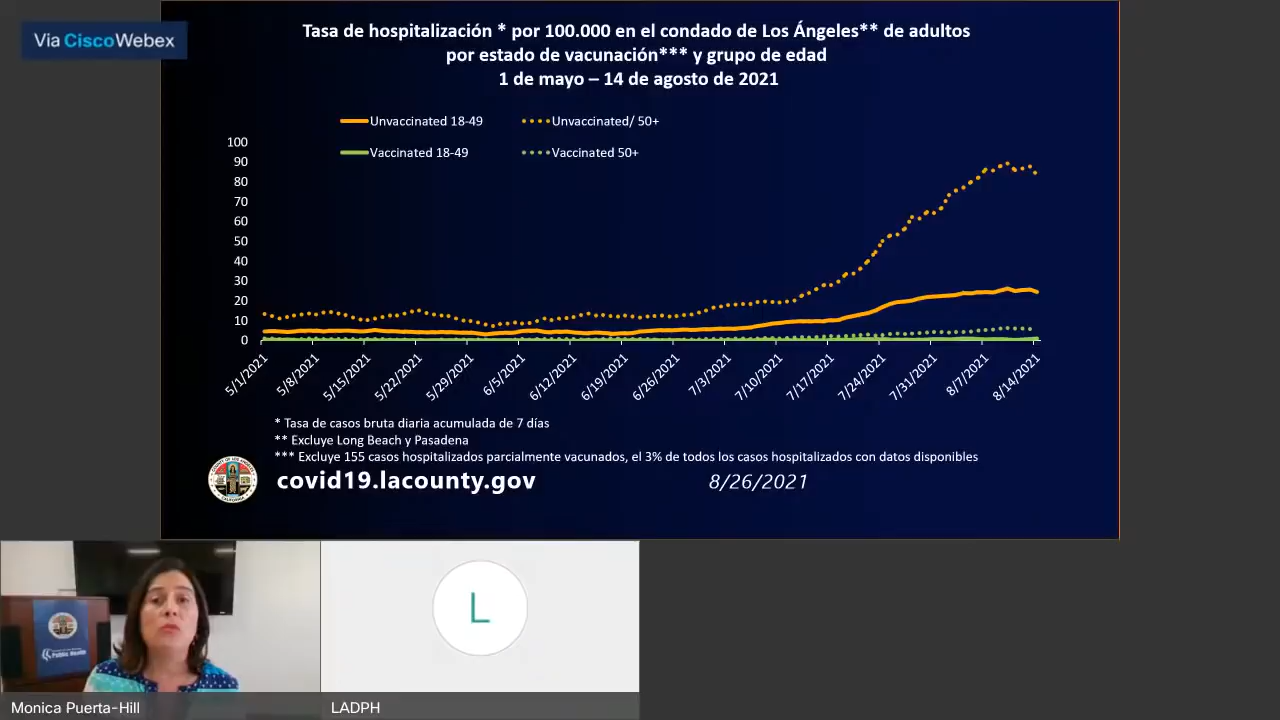 Via Cisco Webex
Tasa de hospitalización * por 100.000 en el condado de Los Ángeles** de adultos
por estado de vacunación*** y grupo de edad
1 de mayo – 14 de agosto de 2021
Unvaccinated 18-49
Unvaccinated/ 50+
Vaccinated 18-49
Vaccinated 50+
100
90
80
70
60
50
40
30
20
10
0
5/1/2021
5/8/2021
5/15/2021
5/22/2021
5/29/2021
6/5/2021
6/12/2021
6/19/2021
6/26/2021
7/3/2021
7/10/2021
7/17/2021
7/24/2021
7/31/2021
8/7/2021
8/14/2021
* Tasa de casos bruta diaria acumulada de 7 días
** Excluye Long Beach y Pasadena
*** Excluye 155 casos hospitalizados parcialmente vacunados, el 3% de todos los casos hospitalizados con datos disponibles
covid19.lacounty.gov
8/26/2021
Public Health
L
Monica Puerta-Hill
LADPH